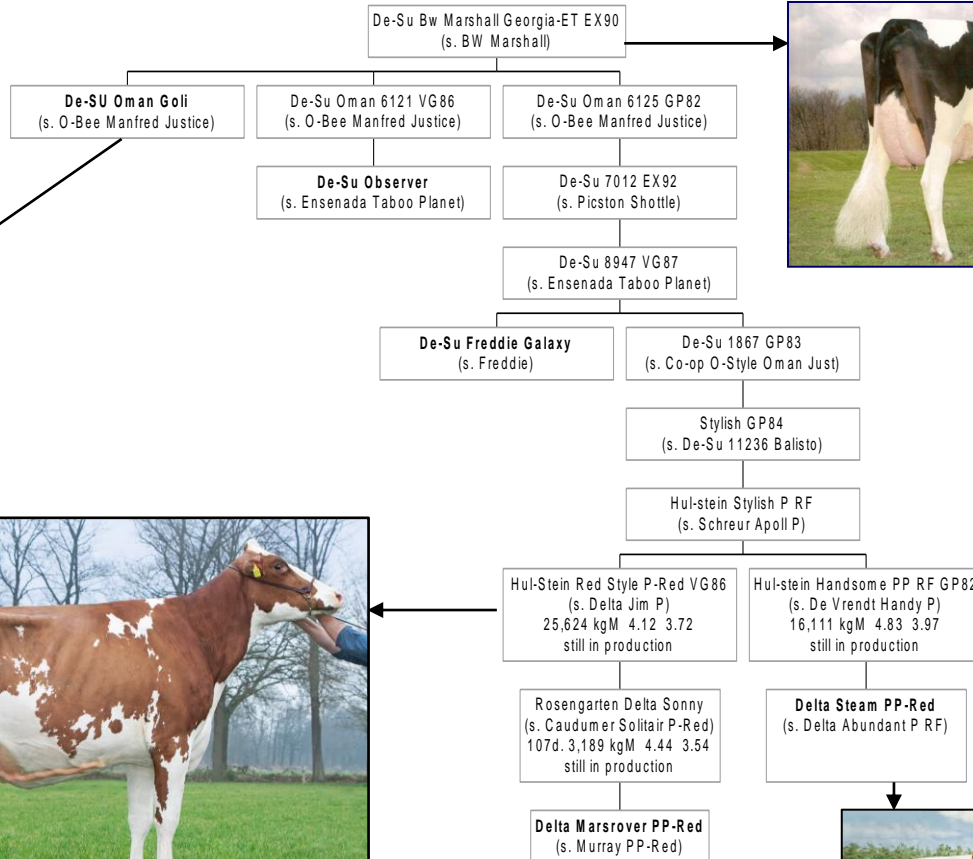 De-Su Bw Marshall Georgia-ET EX90
(s. BW Marshall)
De-SU Oman Goli
(s. O-Bee Manfred Justice)
De-Su Oman 6121 VG86
(s. O-Bee Manfred Justice)
De-Su Oman 6125 GP82
(s. O-Bee Manfred Justice)
De-Su Observer
(s. Ensenada Taboo Planet)
De-Su 7012 EX92
(s. Picston Shottle)
De-Su 8947 VG87
(s. Ensenada Taboo Planet)
De-Su Freddie Galaxy
(s. Freddie)
De-Su 1867 GP83
(s. Co-op O-Style Oman Just)
Stylish GP84
(s. De-Su 11236 Balisto)
Hul-stein Stylish P RF
(s. Schreur Apoll P)
Hul-Stein Red Style P-Red VG86
(s. Delta Jim P)
25,624 kgM 4.12 3.72
still in production
Hul-stein Handsome PP RF GP82
(s. De Vrendt Handy P)
16,111 kgM 4.83 3.97
still in production
Rosengarten Delta Sonny
(s. Caudumer Solitair P-Red)
107d. 3,189 kgM 4.44 3.54
still in production
Delta Steam PP-Red
(s. Delta Abundant P RF)
Delta Marsrover PP-Red
(s. Murray PP-Red)